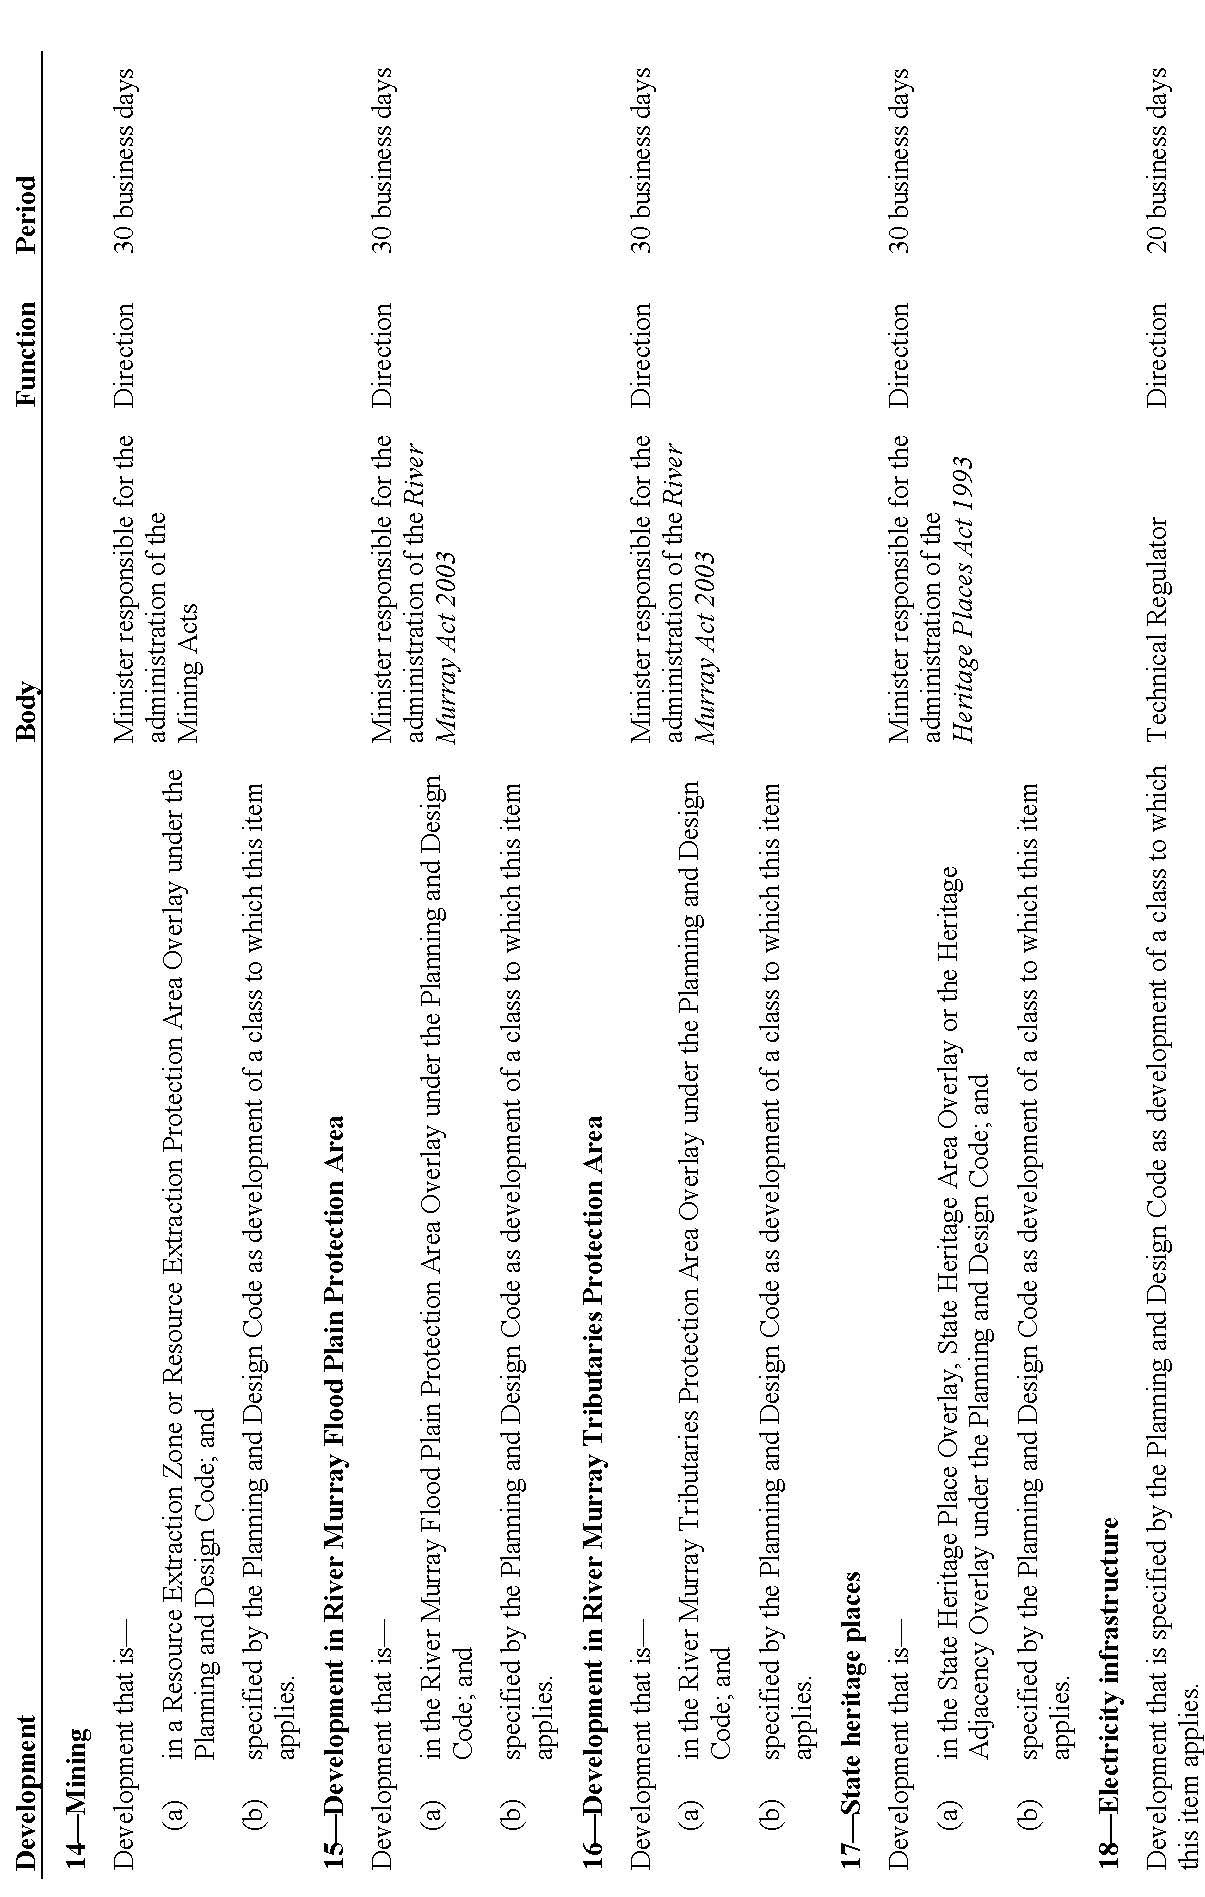 Development Body Function Period
14—Mining
Development that is— Minister responsible for the Direction 30 business days
administration of the
(a) in a Resource Extraction Zone or Resource Extraction Protection Area Overlay under the
Mining Acts
Planning and Design Code; and
(b) specified by the Planning and Design Code as development of a class to which this item
applies.
15—Development in River Murray Flood Plain Protection Area
Development that is— Minister responsible for the Direction 30 business days
administration of the River
(a) in the River Murray Flood Plain Protection Area Overlay under the Planning and Design
Murray Act 2003
Code; and
(b) specified by the Planning and Design Code as development of a class to which this item
applies.
16—Development in River Murray Tributaries Protection Area
Development that is— Minister responsible for the Direction 30 business days
administration of the River
(a) in the River Murray Tributaries Protection Area Overlay under the Planning and Design
Murray Act 2003
Code; and
(b) specified by the Planning and Design Code as development of a class to which this item
applies.
17—State heritage places
Development that is— Minister responsible for the Direction 30 business days
administration of the
(a) in the State Heritage Place Overlay, State Heritage Area Overlay or the Heritage
Heritage Places Act 1993
Adjacency Overlay under the Planning and Design Code; and
(b) specified by the Planning and Design Code as development of a class to which this item
applies.
18—Electricity infrastructure
Development that is specified by the Planning and Design Code as development of a class to which Technical Regulator Direction 20 business days
this item applies.